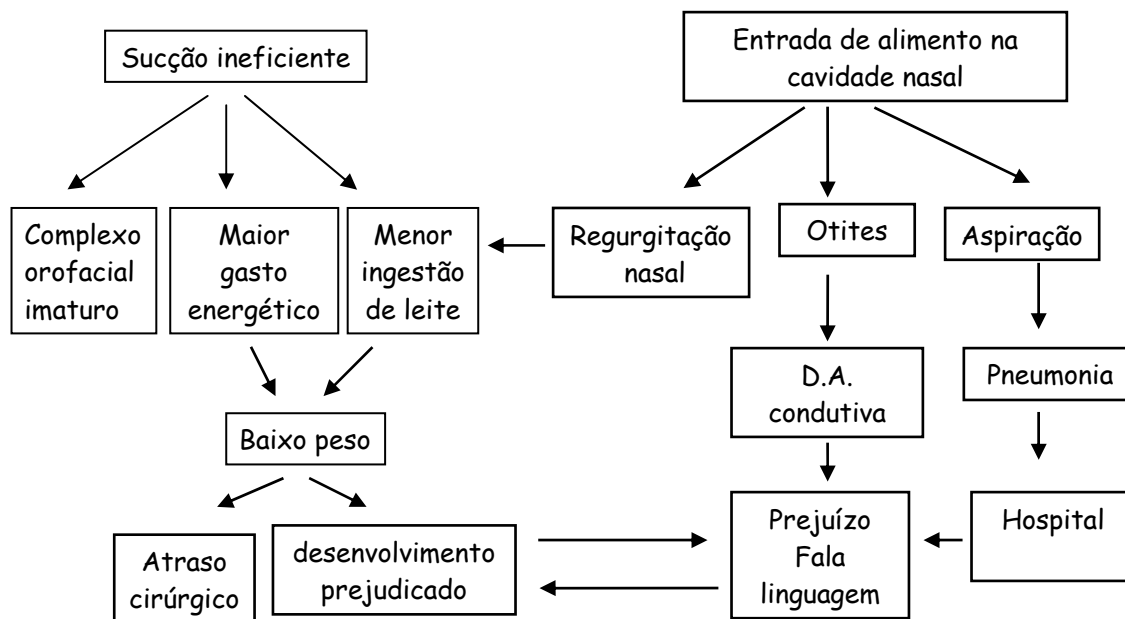 Sucção ineficiente
Entrada de alimento na
cavidade nasal
Complexo
orofacial
imaturo
Maior
gasto
energético
Menor
ingestão
de leite
Regurgitação
nasal
Otites
Aspiração
D.A.
condutiva
Pneumonia
Baixo peso
Atraso
cirúrgico
desenvolvimento
prejudicado
Prejuízo
Fala
linguagem
Hospital